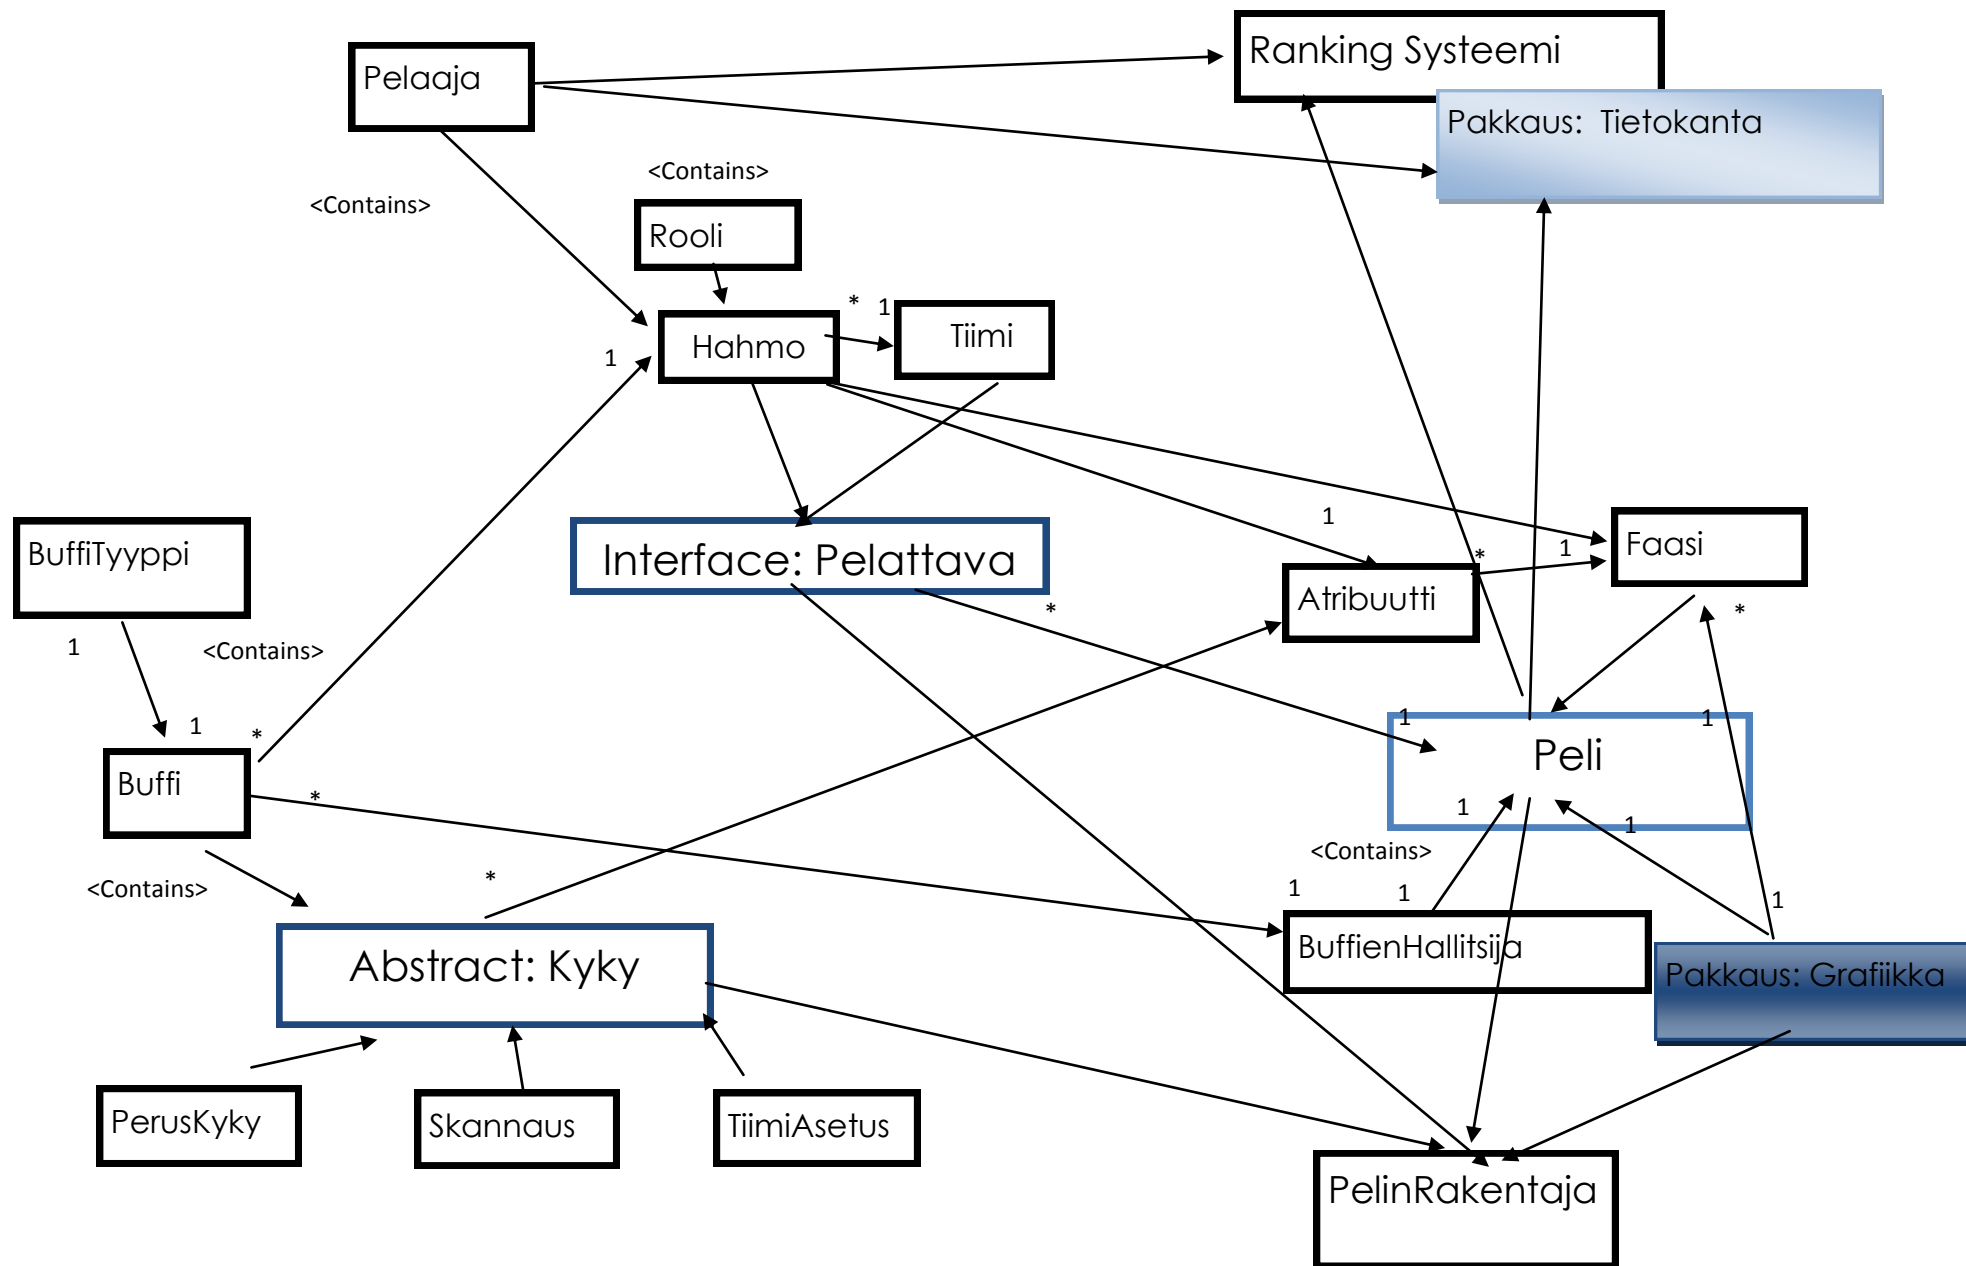 Ranking Systeemi
Pelaaja
Pakkaus:  Tietokanta
<Contains>
<Contains>
Rooli
* 1
Tiimi
Hahmo
1
1
BuffiTyyppi
Interface: Pelattava
* 1
Faasi
Atribuutti
*
*
1
<Contains>
1
*
1
1
Peli
Buffi
*
1
1
<Contains>
*
<Contains>
1
1
1
BuffienHallitsija
Abstract: Kyky
Pakkaus: Grafiikka
PerusKyky
Skannaus
TiimiAsetus
PelinRakentaja